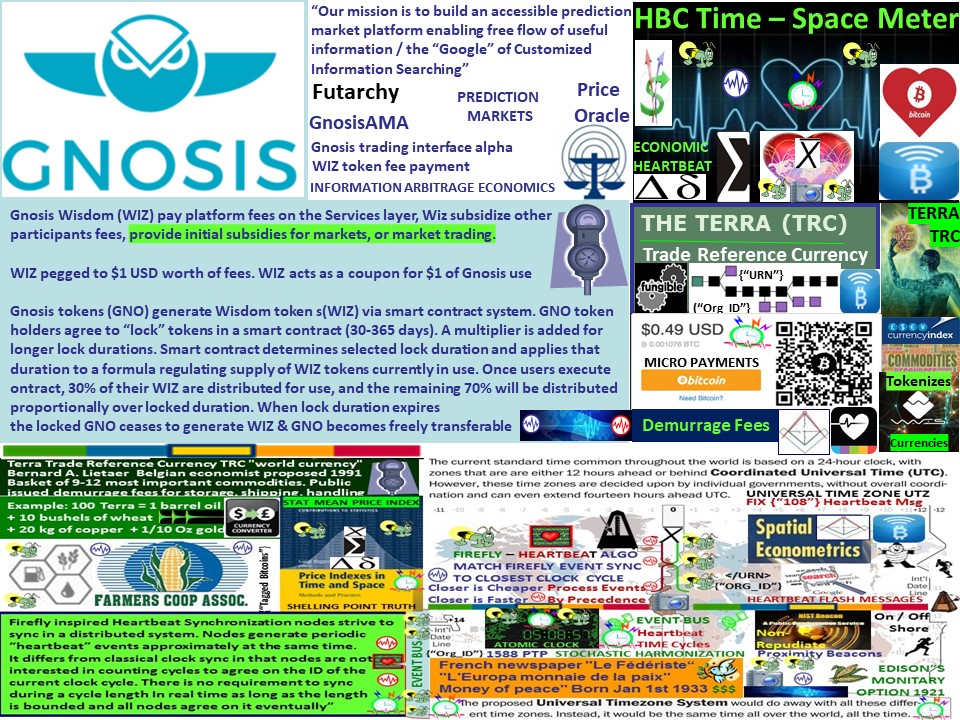 GNOSIS
“Our mission is to build an accessible prediction
market platform enabling free flow of useful
information / the “Google” of Customized
Information Searching”
Futarchy
PREDICTION
MARKETS
Price
Oracle
GnosisAMA
Gnosis trading interface alpha
WIZ token fee payment
INFORMATION ARBITRAGE ECONOMICS
HBC Time – Space Meter
bitcoin
ECONOMIC
HEARTBEAT
Δ δ
Σ
X
Gnosis Wisdom (WIZ) pay platform fees on the Services layer, Wiz subsidize other
participants fees, provide initial subsidies for markets, or market trading.
WIZ pegged to $1 USD worth of fees. WIZ acts as a coupon for $1 of Gnosis use
Gnosis tokens (GNO) generate Wisdom token s(WIZ) via smart contract system. GNO token
holders agree to “lock” tokens in a smart contract (30-365 days). A multiplier is added for
longer lock durations. Smart contract determins selected lock duration and applies that
duration to a formula regulating supply of WIZ tokens currently in use. Once users execute
ontract, 30% of their WIZ are distributed for use, and the remaining 70% will be distributed
proportionally over locked duration. When lock duration expires
the locked GNO ceases to generate WIZ & GNO becomes freely transferable
THE TERRA (TRC)
Trade Reference Currency
TERRA
TRC
fungible
{“URN”}
{“Org_ID”}
$0.49 USD
฿ 0.001076 BTC
MICRO PAYMENTS
bitcoin
Need Bitcoin?
currencyindex
COMMODITIES
Tokenizes
Currencies
Demurrage Fees
Terra Trade Reference Currency TRC "world currency"
Bernard A. Lietaer Belgian economist proposed 1991
Basket of 9-12 most important commodities. Public
issued demurrage fees for storage, shipping, handling
Example: 100 Terra = 1 barrel oil
+ 10 bushels of wheat
+ 20 kg of copper + 1/10 Oz gold
CURRENCY
CONVERTER
STAT MEAN PRICE INDEX
Σ
Δ δ
Price Indexes in
Time and Space
Methods and Practice
SHELLING POINT TRUTH
FARMERS COOP ASSOC.
{“Tagged Bitcoins”}
The current standard time common throughout the world is based on a 24-hour clock, with
zones that are are either 12 hours ahead or behind Coordinated Universal Time (UTC).
However, these time zones are decided upon by individual governments, without overall coordi-
nation and can even extend fourteen hours ahead UTC.
UNIVERSAL TIME ZONE UTZ
FIX {“108”} Heartbeat Msg
FIREFLY – HEARTBEAT ALGO
MATCH FIREFLY EVENT SYNC
TO CLOSEST CLOCK CYCLE
Closer is Cheaper Process Events
Closer is Faster By Precedence
X
Spatial
Econometrics
</URN>
{“ORG_ID”}
search
Int'l
Date
Line
HEARTBEAT FLASH MESSAGES
Firefly inspired Heartbeat Synchronization nodes strive to
sync in a distributed system. Nodes generate periodic
“heartbeat” events approximately at the same time.
It differs from classical clock sync in that nodes are not
interested in counting cycles to agree on the ID of the
current clock cycle. There is no requirement to sync
during a cycle length In real time as long as the length
is bounded and all nodes agree on it eventually”
EVENT BUS
Int'l
Date
Line
{“Org_ID”}
05:08:57
ATOMIC CLOCK
1588 PTP
EVENT-BUS
Heartbeat
TIME Cycles
STOCHASTIC HARMONIZATION
NIST Beacon
A Public Randomness Service
Non-
Repudiate
Proximity Beacons
On / Off
Shore
French newspaper "Le Fédériste"
"L'Europa monnaie de la paix"
Money of peace" Born Jan 1st 1933 $$$
EDISON'S
MONITARY
OPTION 1921
The proposed Universal Timezone System would do away with all these differ-
ent time zones. Instead, it would be the same time all over the world, all the time.